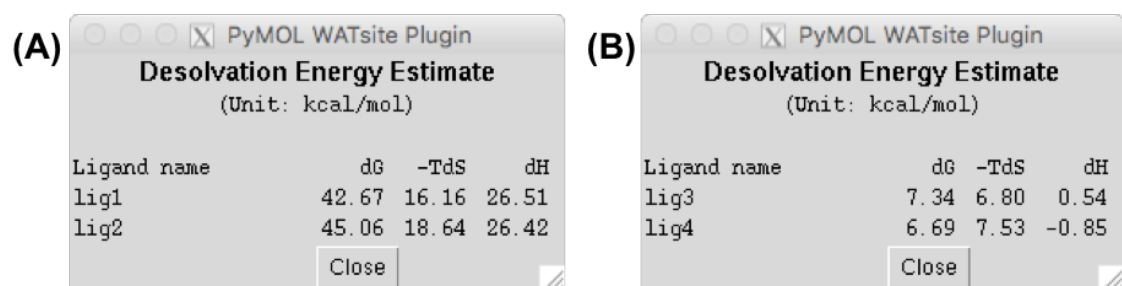 (A)
X PyMOL WATsite Plugin
Desolvation Energy Estimate
(Unit: kcal/mol)
Ligand name dG -TdS dH
lig1 42.67 16.16 26.51
lig2 45.06 18.64 26.42
Close
(B)
X PyMOL WATsite Plugin
Desolvation Energy Estimate
(Unit: kcal/mol)
Ligand name dG -TdS dH
lig3 7.34 6.80 0.54
lig4 6.69 7.53 -0.85
Close